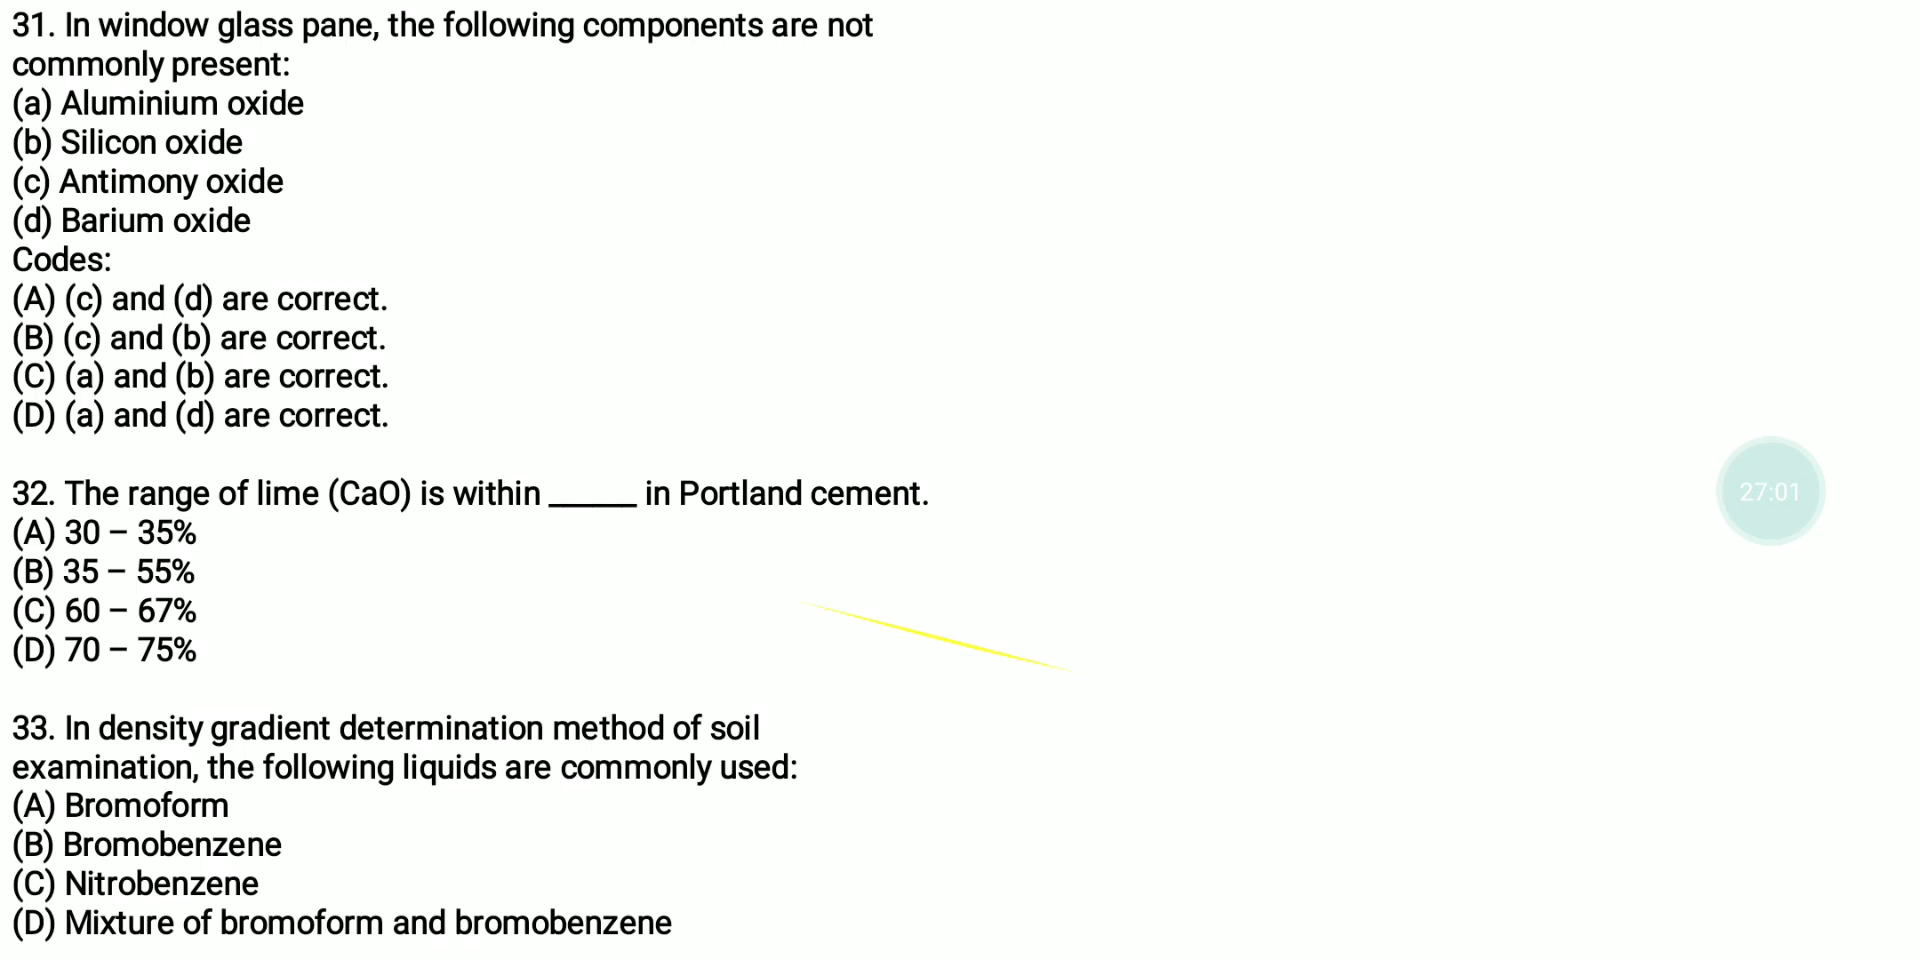 31. In window glass pane, the following components are not
commonly present:
(a) Aluminium oxide
(b) Silicon oxide
(c) Antimony oxide
(d) Barium oxide
Codes:
(A) (c) and (d) are correct.
(B) (c) and (b) are correct.
(C) (a) and (b) are correct.
(D) (a) and (d) are correct.
32. The range of lime (CaO) is within ______ in Portland cement.
(A) 30 – 35%
(B) 35 – 55%
(C) 60 – 67%
(D) 70 – 75%
27:01
33. In density gradient determination method of soil
examination, the following liquids are commonly used:
(A) Bromoform
(B) Bromobenzene
(C) Nitrobenzene
(D) Mixture of bromoform and bromobenzene